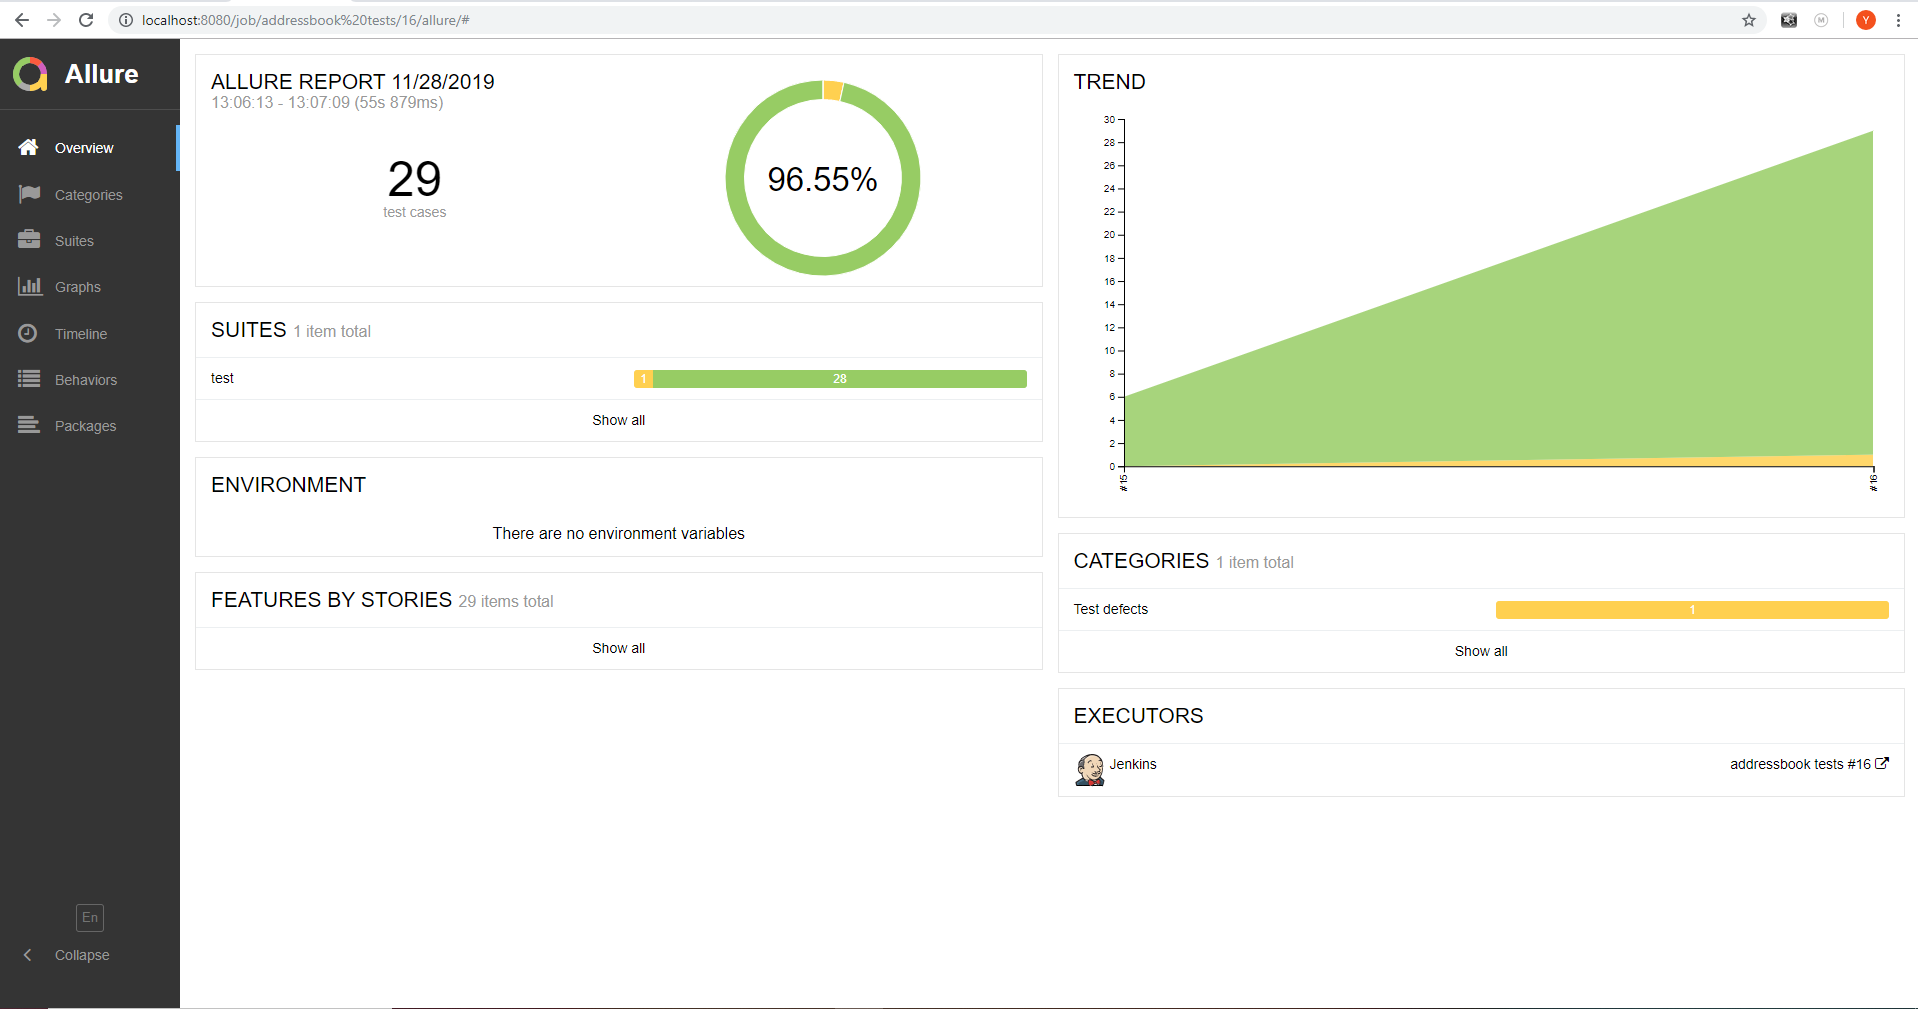 localhost:8080/job/addressbook%20tests/16/allure/#
M
Y
Allure
Overview
Categories
Suites
Graphs
Timeline
Behaviors
Packages
En
Collapse
ALLURE REPORT 11/28/2019
13:06:13 - 13:07:09 (55s 879ms)
29
test cases
96.55%
SUITES 1 item total
test
1 28
Show all
ENVIRONMENT
There are no environment variables
FEATURES BY STORIES 29 items total
Show all
TREND
30
28
26
24
22
20
18
16
14
12
10
8
6
4
2
0
#15
#16
CATEGORIES 1 item total
Test defects
1
Show all
EXECUTORS
Jenkins
addressbook tests #16